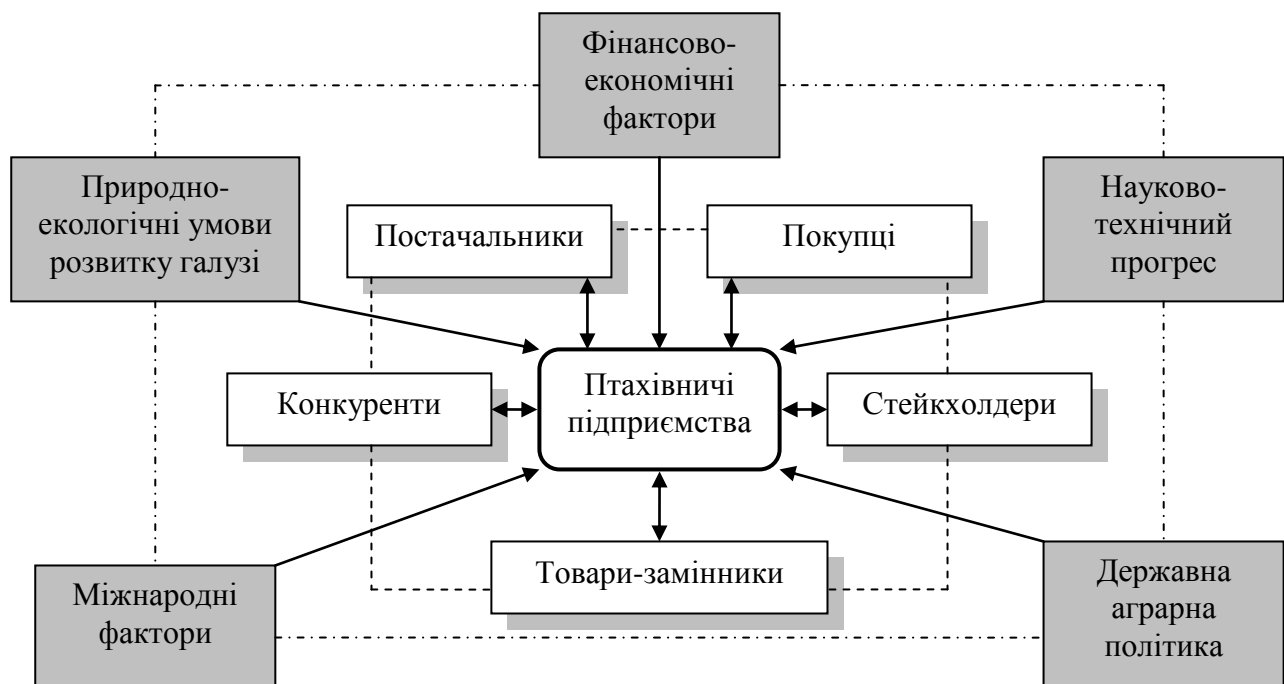 Фінансово-
економічні
фактори
Природно-
екологічні умови
розвитку галузі
Науково-
технічний
прогрес
Постачальники
Покупці
Конкуренти
Птахівничі
підприємства
Стейкхолдери
Товари-замінники
Міжнародні
фактори
Державна
аграрна
політика